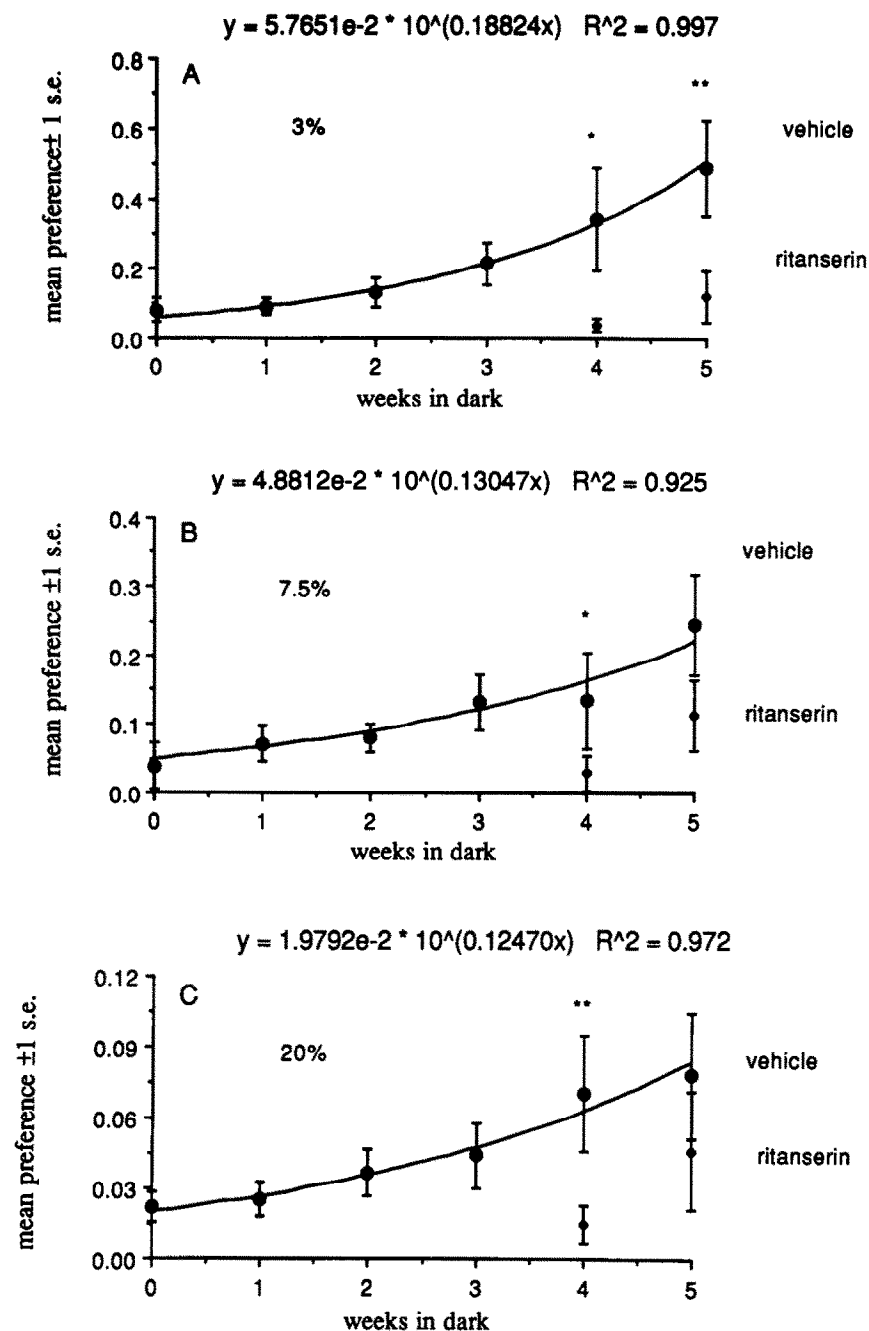 y = 5.7651e-2 * 10^(0.18824x) R^2 = 0.997
A
3%
*
**
vehicle
ritanserin
mean preference± 1 s.e.
0.8
0.6
0.4
0.2
0.0
0 1 2 3 4 5
weeks in dark
y = 4.8812e-2 * 10^(0.13047x) R^2 = 0.925
B
7.5%
*
vehicle
ritanserin
mean preference ±1 s.e.
0.4
0.3
0.2
0.1
0.0
0 1 2 3 4 5
weeks in dark
y = 1.9792e-2 * 10^(0.12470x) R^2 = 0.972
C
20%
**
vehicle
ritanserin
mean preference ±1 s.e.
0.12
0.09
0.06
0.03
0.00
0 1 2 3 4 5
weeks in dark